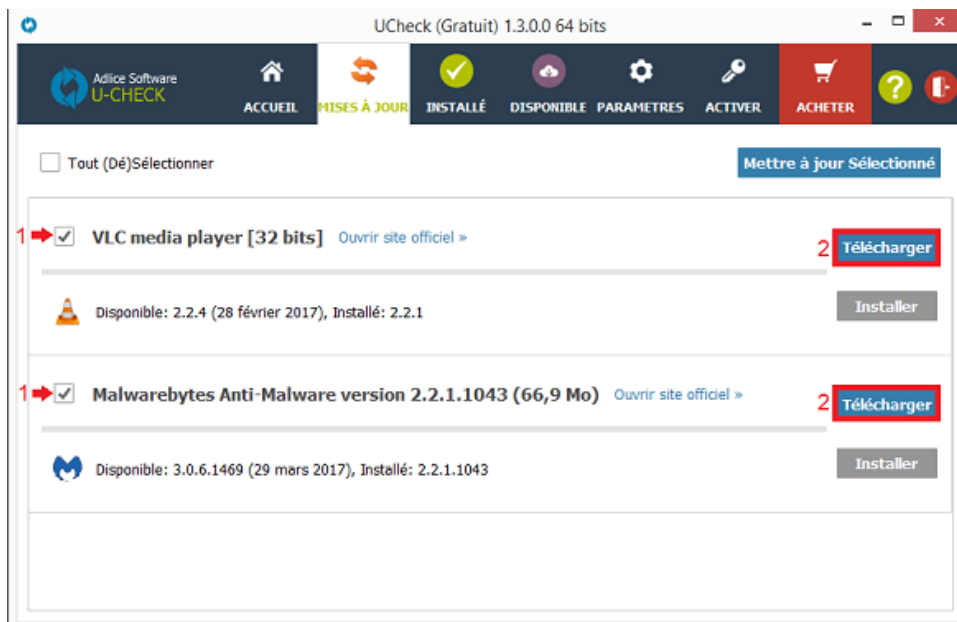 UCheck (Gratuit) 1.3.0.0 64 bits
Adlice Software
U-CHECK
ACCUEIL
MISES À JOUR
INSTALLÉ
DISPONIBLE
PARAMETRES
ACTIVER
ACHETER
?
Tout (Dé)Sélectionner
Mettre à jour Sélectionné
1 VLC media player [32 bits] Ouvrir site officiel »
2 Télécharger
Disponible: 2.2.4 (28 février 2017), Installé: 2.2.1
Installer
1 Malwarebytes Anti-Malware version 2.2.1.1043 (66,9 Mo) Ouvrir site officiel »
2 Télécharger
Disponible: 3.0.6.1469 (29 mars 2017), Installé: 2.2.1.1043
Installer